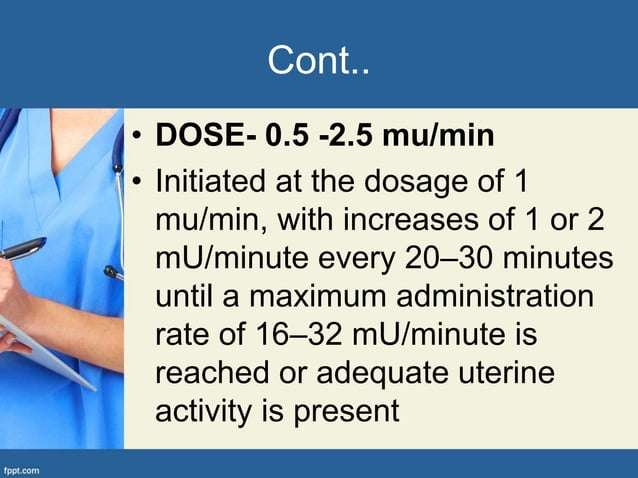 Cont..
• DOSE- 0.5 -2.5 mu/min
• Initiated at the dosage of 1
mu/min, with increases of 1 or 2
mU/minute every 20–30 minutes
until a maximum administration
rate of 16–32 mU/minute is
reached or adequate uterine
activity is present
fppt.com